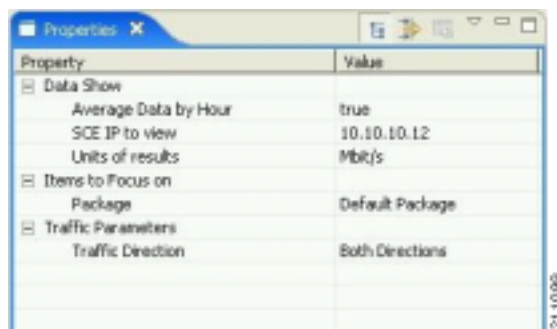 Properties
Property Value
Data Show
Average Data by Hour true
SCE IP to view 10.10.10.12
Units of results Mbit/s
Items to Focus on
Package Default Package
Traffic Parameters
Traffic Direction Both Directions